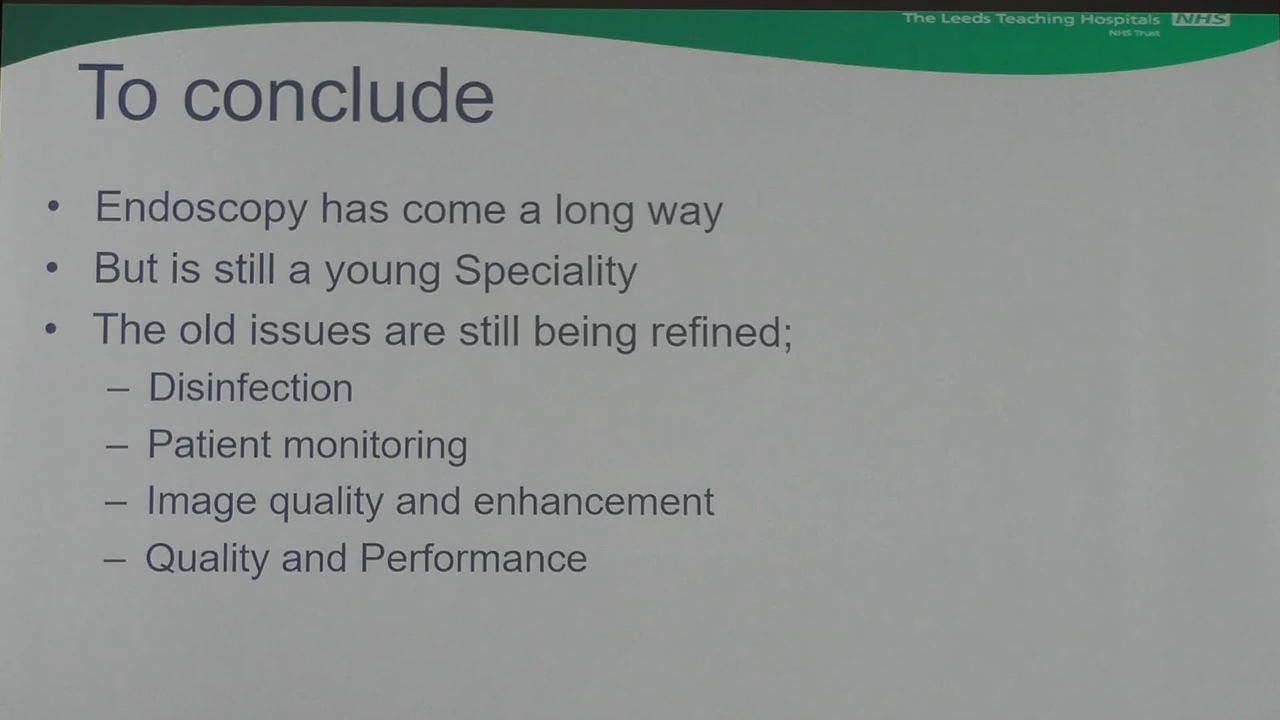 The Leeds Teaching Hospitals NHS
NHS Trust
To conclude
• Endoscopy has come a long way
• But is still a young Speciality
• The old issues are still being refined;
– Disinfection
– Patient monitoring
– Image quality and enhancement
– Quality and Performance